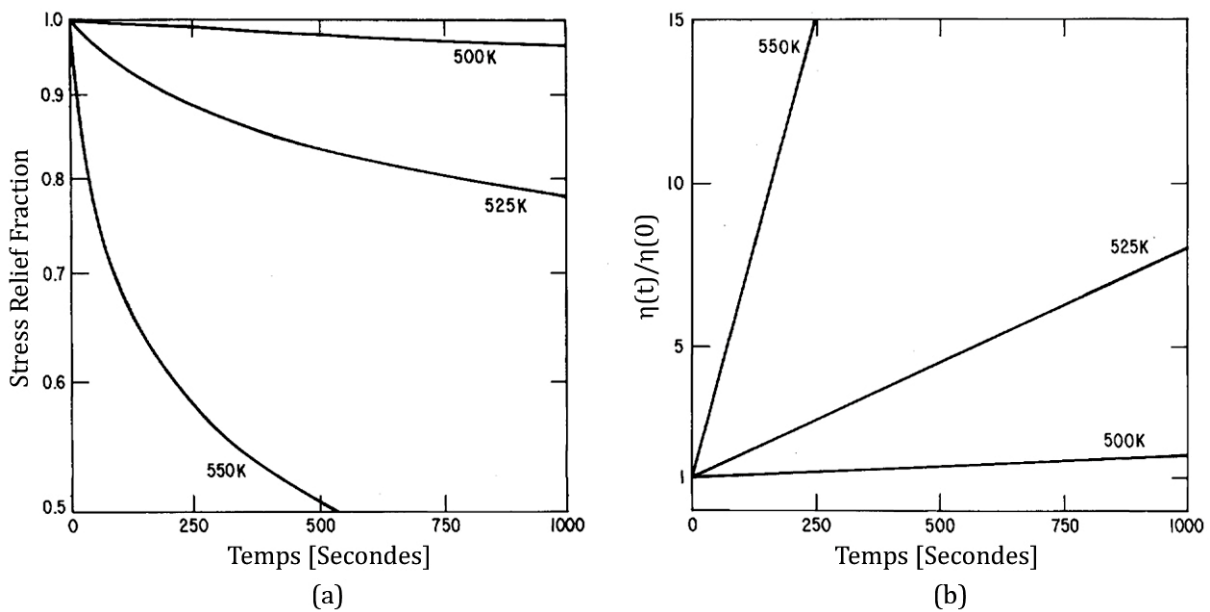 1.0
0.9
0.8
0.7
0.6
0.5
Stress Relief Fraction
500K
525K
550K
0 250 500 750 1000
Temps [Secondes]
(a)
15
10
5
1
η(t)/η(0)
550K
525K
500K
0 250 500 750 1000
Temps [Secondes]
(b)